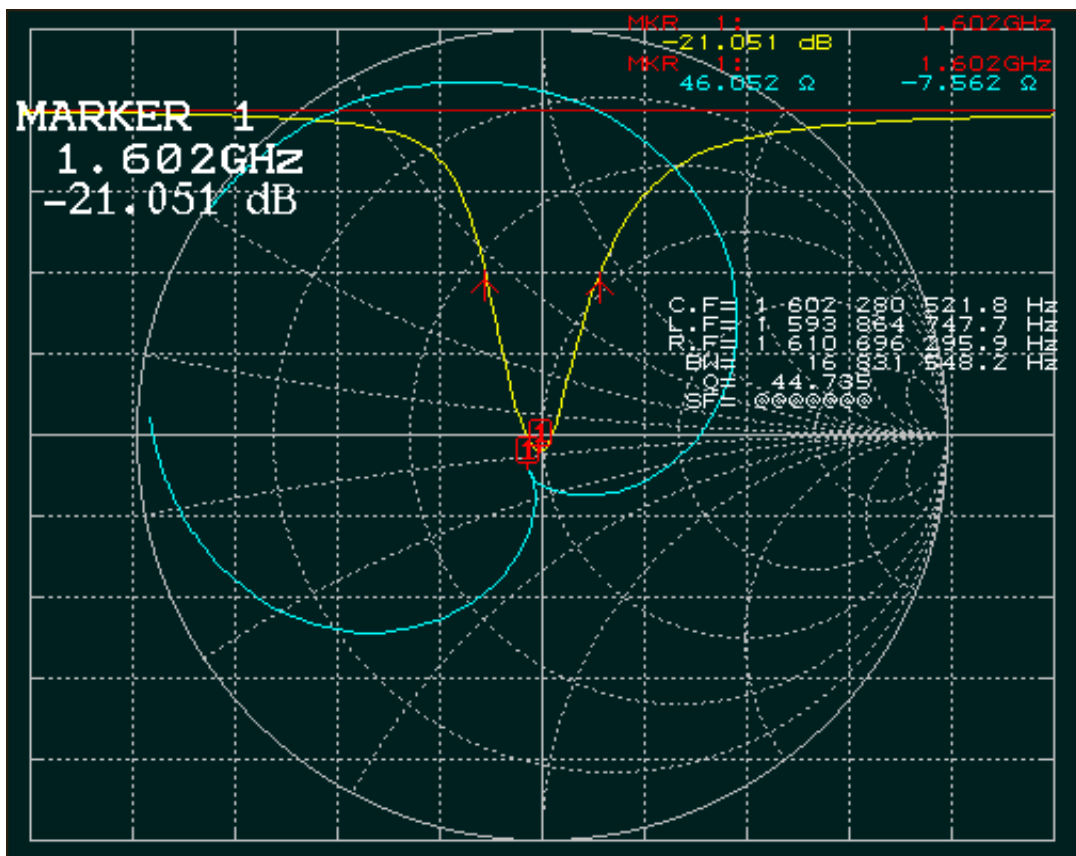 MKR 1: 1.602GHz
-21.051 dB
MKR 1: 1.602GHz
46.052 Ω -7.562 Ω
MARKER 1
1.602GHz
-21.051 dB
C.F= 1 602 280 521.8 Hz
L.F= 1 593 864 747.7 Hz
R.F= 1 610 696 295.9 Hz
BW= 16 831 548.2 Hz
Q= 44.735
SF= @@@@@@@
1
1